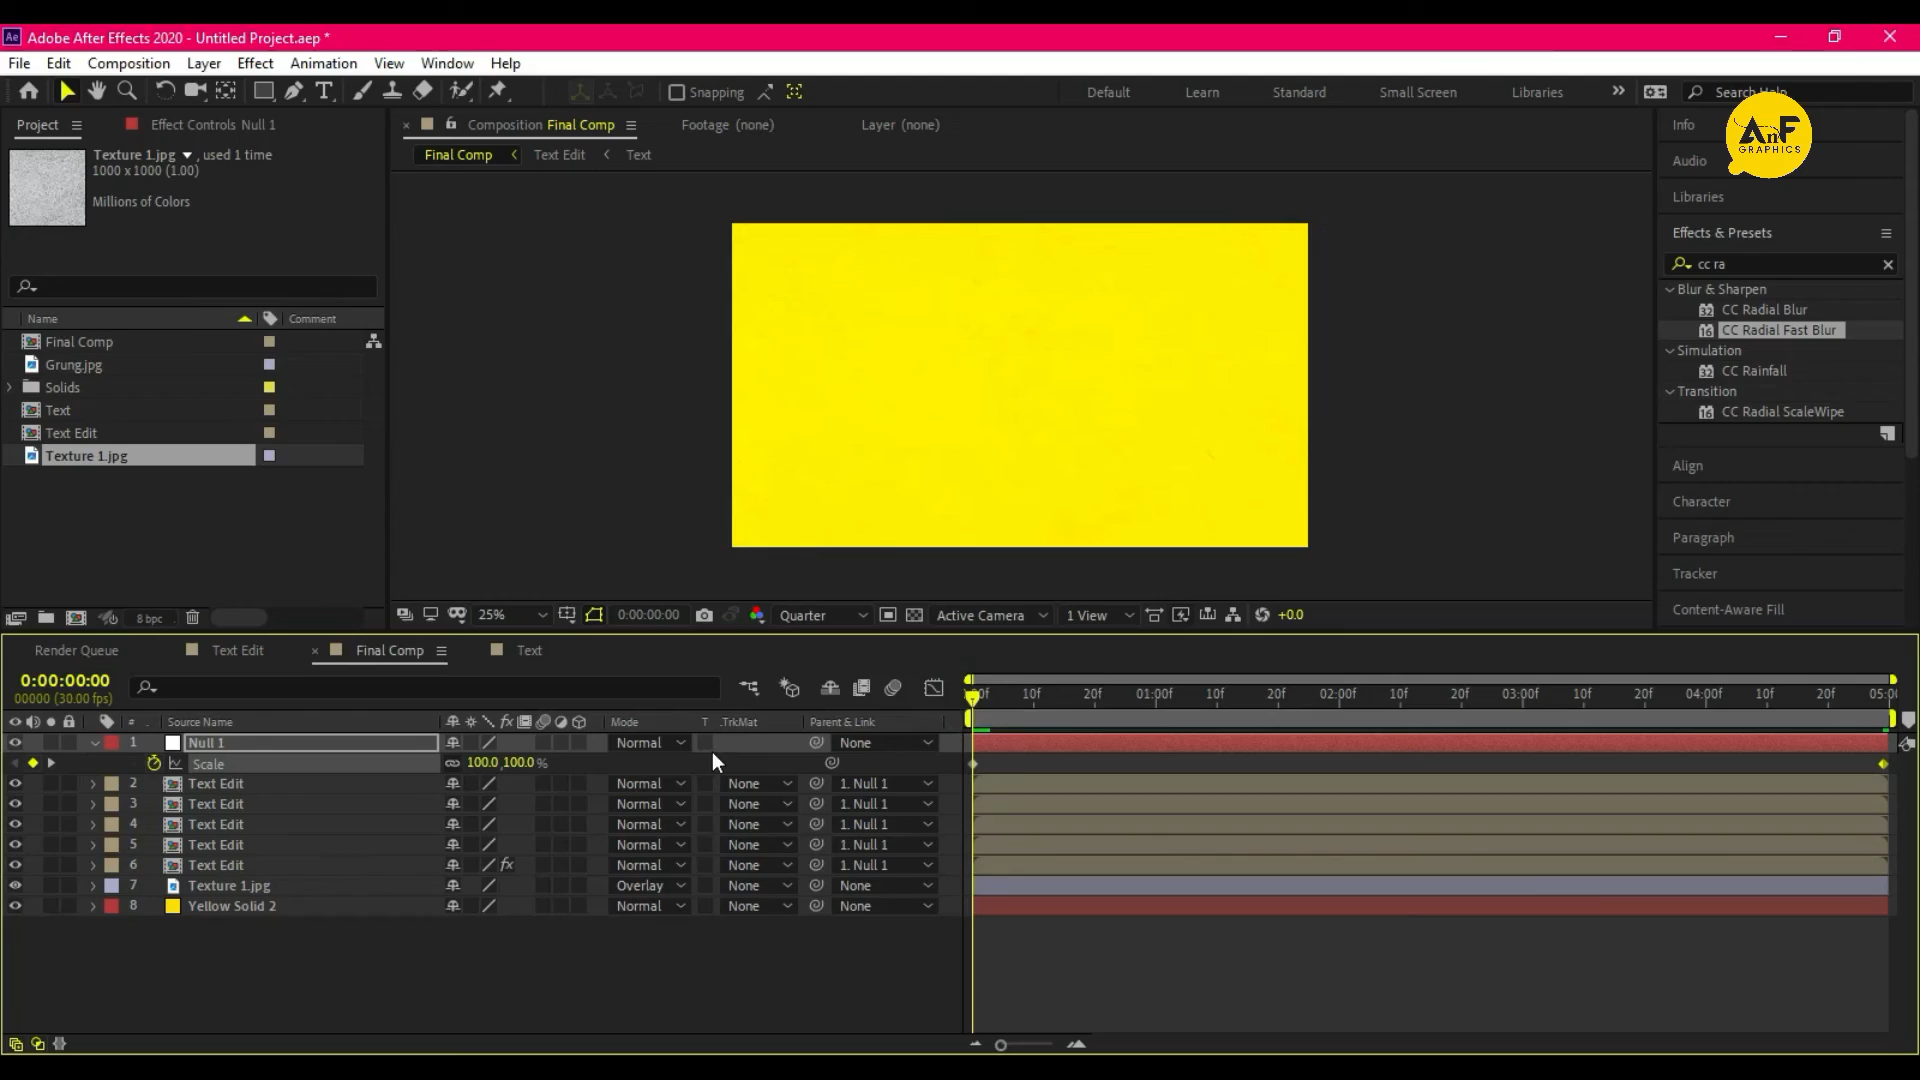 Ae Adobe After Effects 2020 - Untitled Project.aep *
File Edit Composition Layer Effect Animation View Window Help
Snapping Default Learn Standard Small Screen Libraries Search Help
AnF
GRAPHICS
Project Effect Controls Null 1
Composition Final Comp Footage (none) Layer (none)
Final Comp Text Edit Text
Texture 1.jpg , used 1 time
1000 x 1000 (1.00)
Millions of Colors
Name Comment
Final Comp
Grung.jpg
Solids
Text
Text Edit
Texture 1.jpg
8 bpc
25% 0:00:00:00 Quarter Active Camera 1 View +0.0
Info
Audio
Libraries
Effects & Presets
cc ra
Blur & Sharpen
32 CC Radial Blur
16 CC Radial Fast Blur
Simulation
32 CC Rainfall
Transition
16 CC Radial ScaleWipe
Align
Character
Paragraph
Tracker
Content-Aware Fill
Render Queue Text Edit Final Comp Text
0:00:00:00
00000 (30.00 fps)
10f 20f 01:00f 10f 20f 02:00f 10f 20f 03:00f 10f 20f 04:00f 10f 20f
# Source Name fx Mode T .TrkMat Parent & Link
1 Null 1 Normal None
Scale 100.0,100.0 %
2 Text Edit Normal None 1. Null 1
3 Text Edit Normal None 1. Null 1
4 Text Edit Normal None 1. Null 1
5 Text Edit Normal None 1. Null 1
6 Text Edit fx Normal None 1. Null 1
7 Texture 1.jpg Overlay None None
8 Yellow Solid 2 Normal None None